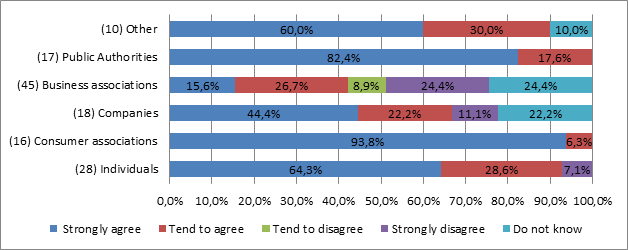 (10) Other 60,0% 30,0% 10,0%
(17) Public Authorities 82,4% 17,6%
(45) Business associations 15,6% 26,7% 8,9% 24,4% 24,4%
(18) Companies 44,4% 22,2% 11,1% 22,2%
(16) Consumer associations 93,8% 6,3%
(28) Individuals 64,3% 28,6% 7,1%
0,0% 10,0% 20,0% 30,0% 40,0% 50,0% 60,0% 70,0% 80,0% 90,0% 100,0%
Strongly agree Tend to agree Tend to disagree Strongly disagree Do not know